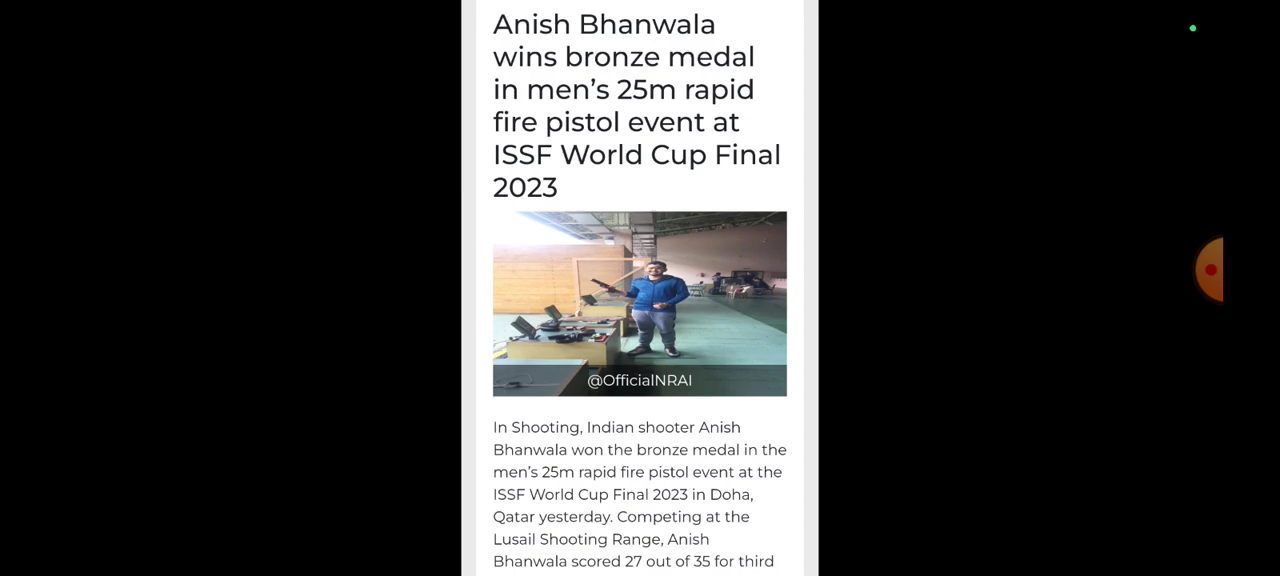 Anish Bhanwala
wins bronze medal
in men’s 25m rapid
fire pistol event at
ISSF World Cup Final
2023
@OfficialNRAI
In Shooting, Indian shooter Anish
Bhanwala won the bronze medal in the
men’s 25m rapid fire pistol event at the
ISSF World Cup Final 2023 in Doha,
Qatar yesterday. Competing at the
Lusail Shooting Range, Anish
Bhanwala scored 27 out of 35 for third